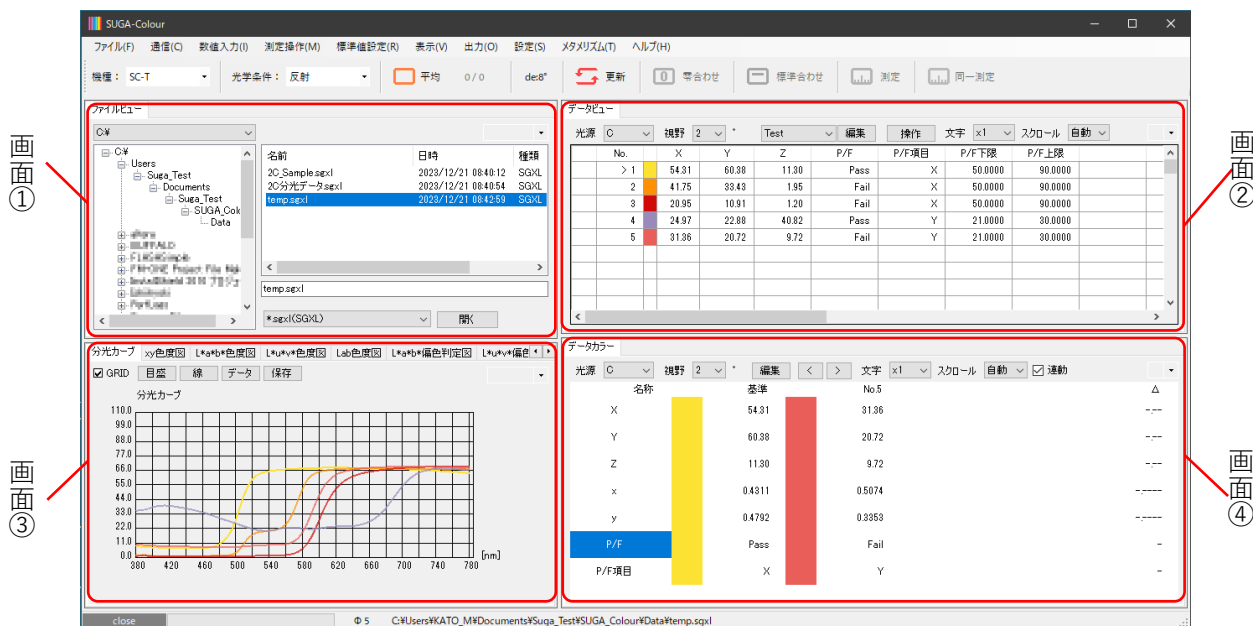 SUGA-Colour
ファイル(F) 通信(C) 数値入力(I) 測定操作(M) 標準値設定(R) 表示(V) 出力(O) 設定(S) メタメリズム(T) ヘルプ(H)
機種： SC-T 光学条件： 反射 平均 0 / 0 de:8° 更新 0 零合わせ 標準合わせ 測定 同一測定
画面①
ファイルビュー
C:¥
C:¥
Users
Suga_Test
Documents
Suga_Test
SUGA_Colo
Data
名前 日時 種類
2C_Sample.sgxl 2023/12/21 08:40:12 SGXL
2C分光データ.sgxl 2023/12/21 08:40:54 SGXL
temp.sgxl 2023/12/21 08:42:59 SGXL
temp.sgxl
*.sgxl(SGXL) 開く
画面②
データビュー
光源 C 視野 2 ° Test 編集 操作 文字 x1 スクロール 自動
No. X Y Z P/F P/F項目 P/F下限 P/F上限
> 1 54.31 60.38 11.30 Pass X 50.0000 90.0000
2 41.75 33.43 1.95 Fail X 50.0000 90.0000
3 20.95 10.91 1.20 Fail X 50.0000 90.0000
4 24.97 22.88 40.82 Pass Y 21.0000 30.0000
5 31.36 20.72 9.72 Fail Y 21.0000 30.0000
画面③
分光カーブ xy色度図 L*a*b*色度図 L*u*v*色度図 Lab色度図 L*a*b*偏色判定図 L*u*v*偏色
GRID 目盛 線 データ 保存
分光カーブ
110.0
99.0
88.0
77.0
66.0
55.0
44.0
33.0
22.0
11.0
0.0
380 420 460 500 540 580 620 660 700 740 780 [nm]
画面④
データカラー
光源 C 視野 2 ° 編集 < > 文字 x1 スクロール 自動 連動
名称 基準 No.5 Δ
X 54.31 31.36 -.--
Y 60.38 20.72 -.--
Z 11.30 9.72 -.--
x 0.4311 0.5074 -.----
y 0.4792 0.3353 -.----
P/F Pass Fail -
P/F項目 X Y -
close Φ 5 C:¥Users¥KATO_M¥Documents¥Suga_Test¥SUGA_Colour¥Data¥temp.sgxl